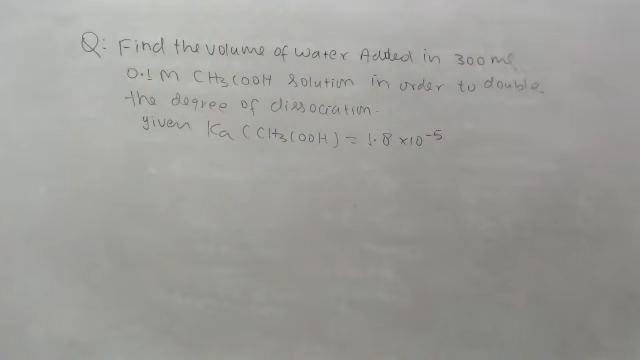 Q: Find the volume of water Added in 300 ml
0.1 M CH3COOH solution in order to double
the degree of dissociation.
given Ka (CH3COOH) = 1.8 × 10^-5